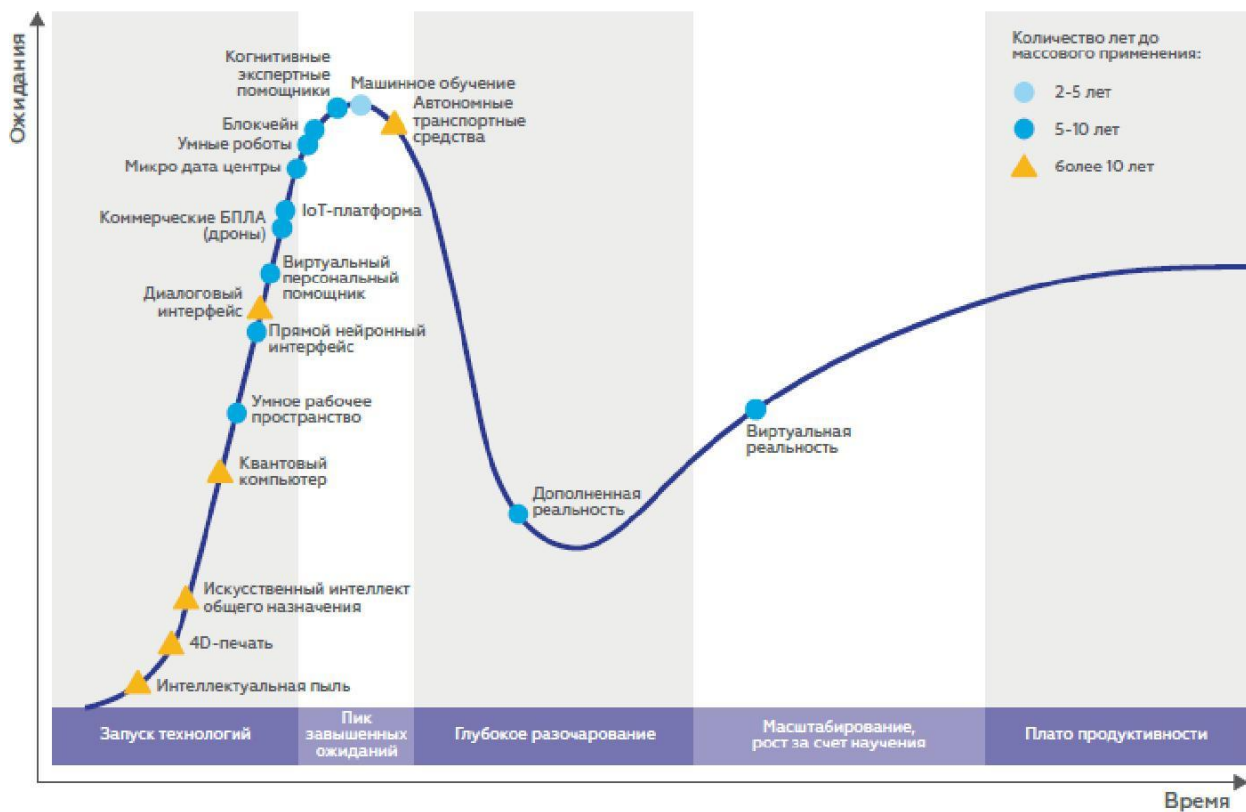 Ожидания
Количество лет до
массового применения:
2-5 лет
5-10 лет
более 10 лет
Когнитивные
экспертные
помощники
Машинное обучение
Автономные
транспортные
средства
Блокчейн
Умные роботы
Микро дата центры
IoT-платформа
Коммерческие БПЛА
(дроны)
Виртуальный
персональный
помощник
Диалоговый
интерфейс
Прямой нейронный
интерфейс
Умное рабочее
пространство
Квантовый
компьютер
Виртуальная
реальность
Дополненная
реальность
Искусственный интеллект
общего назначения
4D-печать
Интеллектуальная пыль
Запуск технологий
Пик
завышенных
ожиданий
Глубокое разочарование
Масштабирование,
рост за счет научения
Плато продуктивности
Время